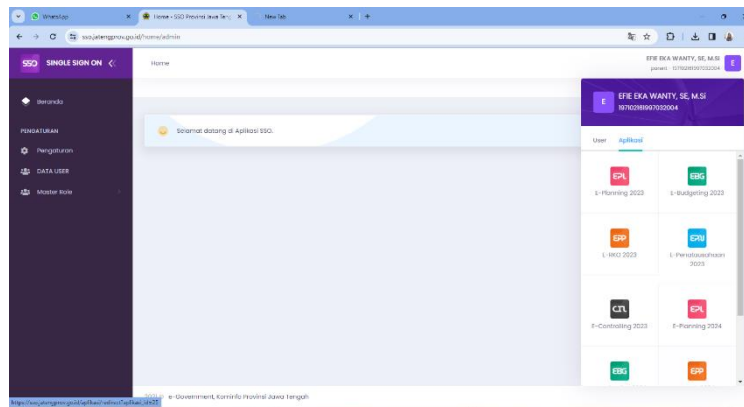 WhatsApp
Home - SSO Provinsi Jawa Teng
New Tab
sso.jatengprov.go.id/home/admin
SSO SINGLE SIGN ON
Home
EFIE EKA WANTY, SE, M.Si
E
Beranda
PENGATURAN
Pengaturan
DATA USER
Master Role
Selamat datang di Aplikasi SSO.
E
EFIE EKA WANTY, SE, M.Si
197102181997032004
User Aplikasi
EPL
EBG
E-Planning 2023
E-Budgeting 2023
EPP
EPN
E-RKO 2023
E-Penatausahaan
2023
CTL
EPL
E-Controlling 2023
E-Planning 2024
EBG
EPP
e-Government, Kominfo Provinsi Jawa Tengah